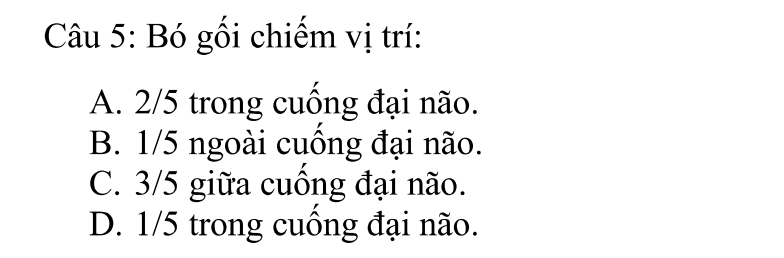 Câu 5: Bó gối chiếm vị trí:
A. 2/5 trong cuống đại não.
B. 1/5 ngoài cuống đại não.
C. 3/5 giữa cuống đại não.
D. 1/5 trong cuống đại não.